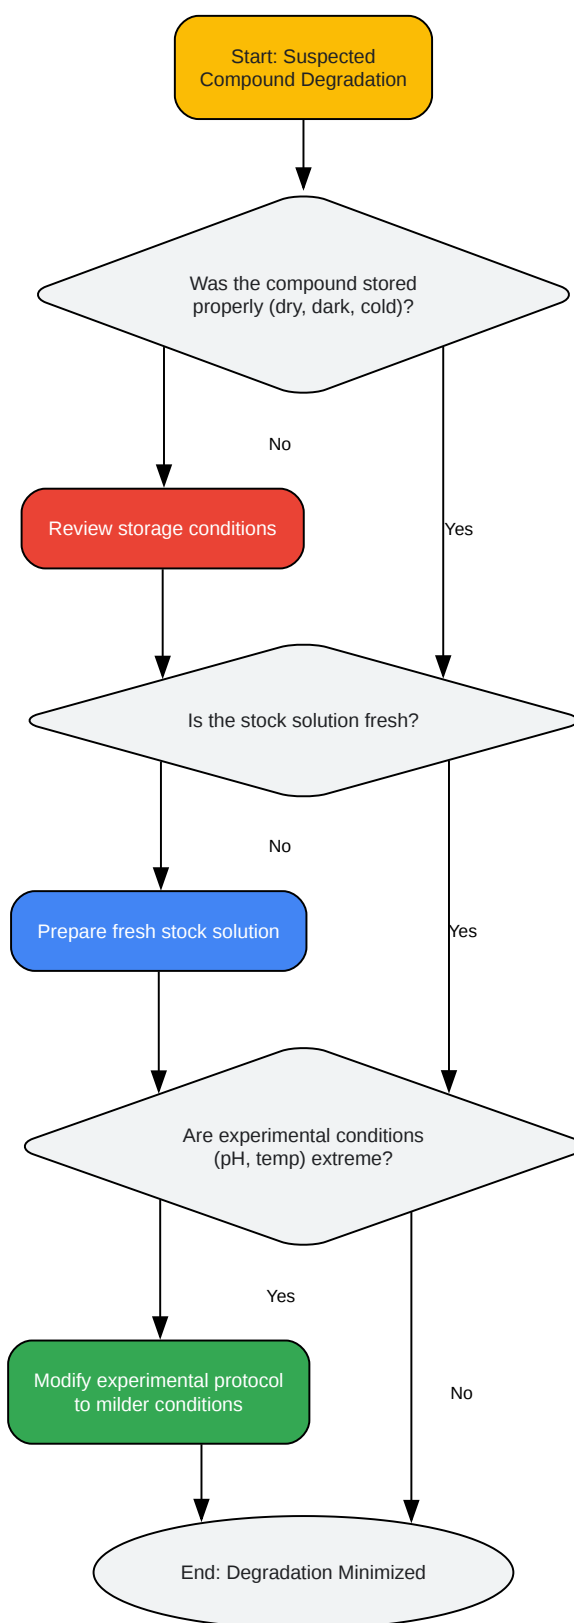 Start: Suspected
Compound Degradation
Was the compound stored
properly (dry, dark, cold)?
No
Review storage conditions
Yes
Is the stock solution fresh?
No
Prepare fresh stock solution
Yes
Are experimental conditions
(pH, temp) extreme?
Yes
Modify experimental protocol
to milder conditions
No
End: Degradation Minimized